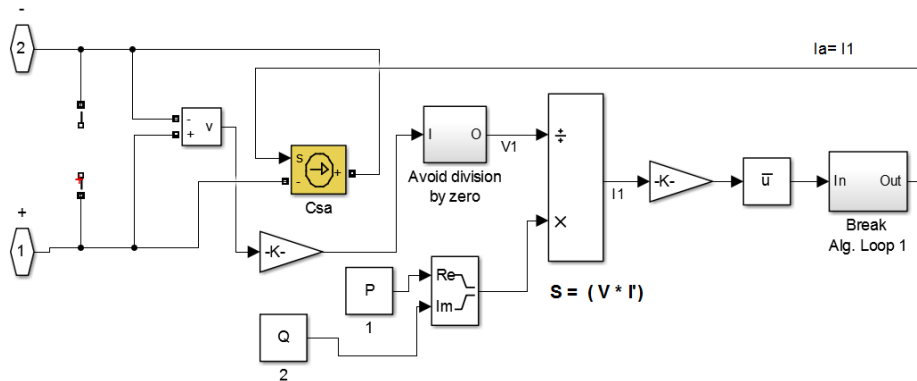 -
2
Ia= I1
-
+
v
s
-
+
Csa
I
O
V1
Avoid division
by zero
÷
×
I1
-K-
u
In
Out
Break
Alg. Loop 1
+
1
-K-
P
1
Re
Im
S = ( V * I')
Q
2